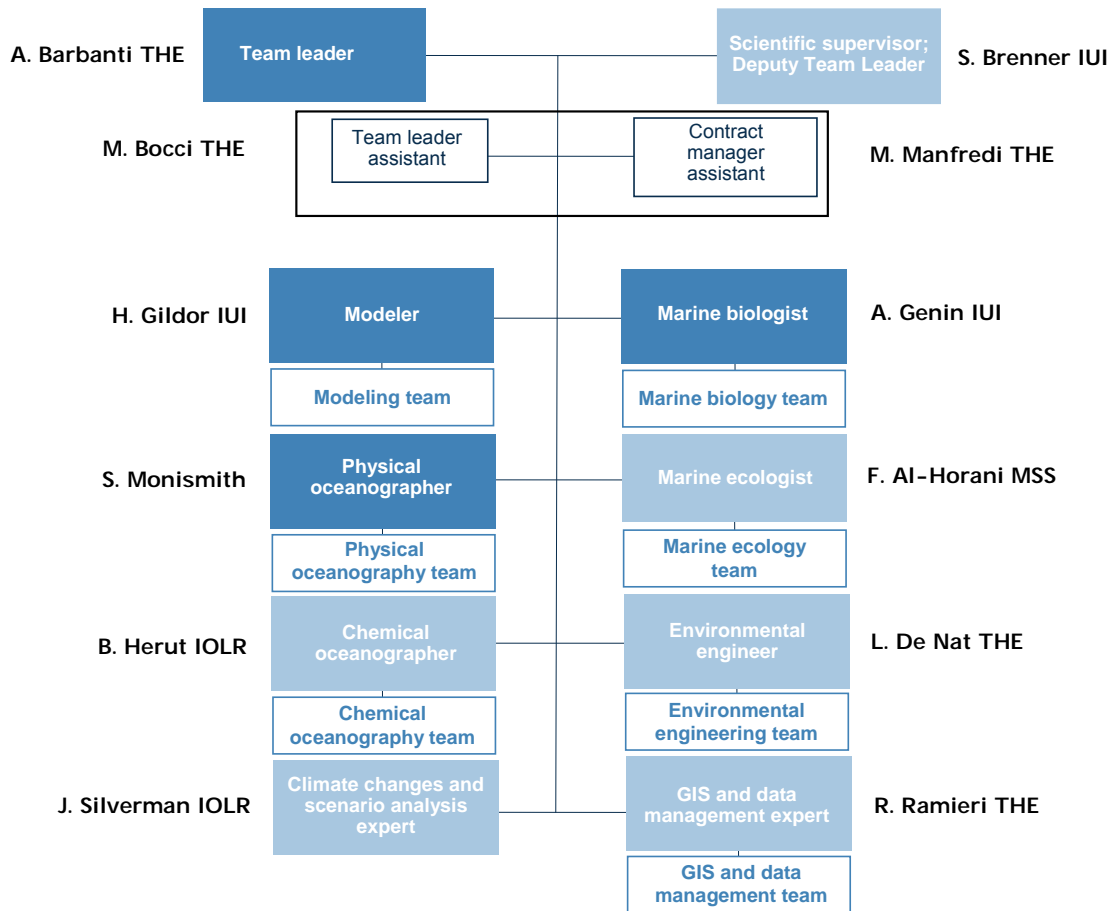 A. Barbanti THE
Team leader
Scientific supervisor;
Deputy Team Leader
S. Brenner IUI
M. Bocci THE
Team leader
assistant
Contract
manager
assistant
M. Manfredi THE
H. Gildor IUI
Modeler
Marine biologist
A. Genin IUI
Modeling team
Marine biology team
S. Monismith
Physical
oceanographer
Marine ecologist
F. Al-Horani MSS
Physical
oceanography team
Marine ecology
team
B. Herut IOLR
Chemical
oceanographer
Environmental
engineer
L. De Nat THE
Chemical
oceanography team
Environmental
engineering team
J. Silverman IOLR
Climate changes and
scenario analysis
expert
GIS and data
management expert
R. Ramieri THE
GIS and data
management team